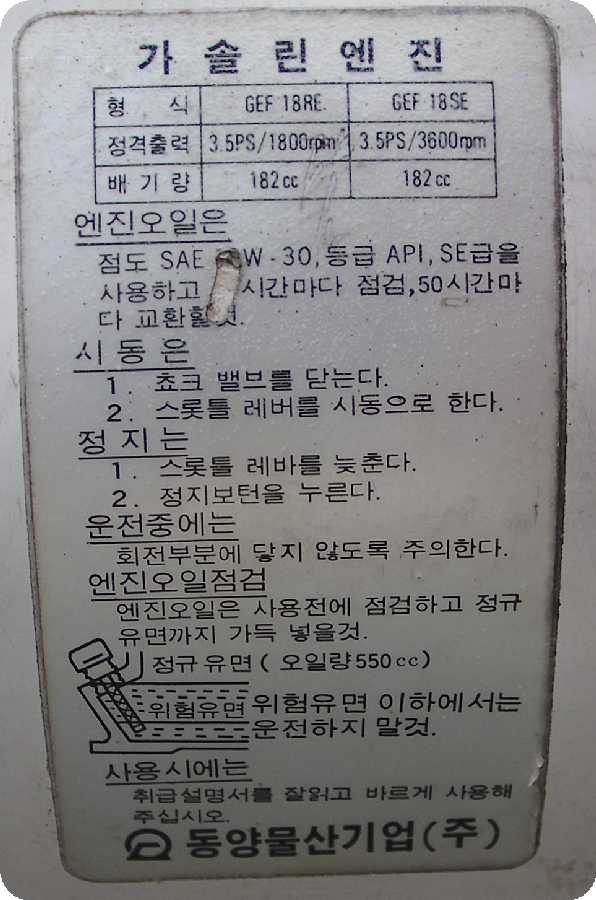 가솔린엔진
형 식 GEF 18RE. GEF 18SE
정격출력 3.5PS/1800rpm 3.5PS/3600rpm
배기량 182cc 182cc
엔진오일은
점도 SAE W-30, 등급 API, SE급을
사용하고 시간마다 점검,50시간마
다 교환할것.
시동은
1. 쵸크 밸브를 닫는다.
2. 스롯틀 레버를 시동으로 한다.
정지는
1. 스롯틀 레바를 늦춘다.
2. 정지보턴을 누른다.
운전중에는
회전부분에 닿지 않도록 주의한다.
엔진오일점검
엔진오일은 사용전에 점검하고 정규
유면까지 가득 넣을것.
정규유면( 오일량550cc)
위험유면 위험유면 이하에서는
운전하지 말것.
사용시에는
취급설명서를 잘읽고 바르게 사용해
주십시오.
동양물산기업(주)